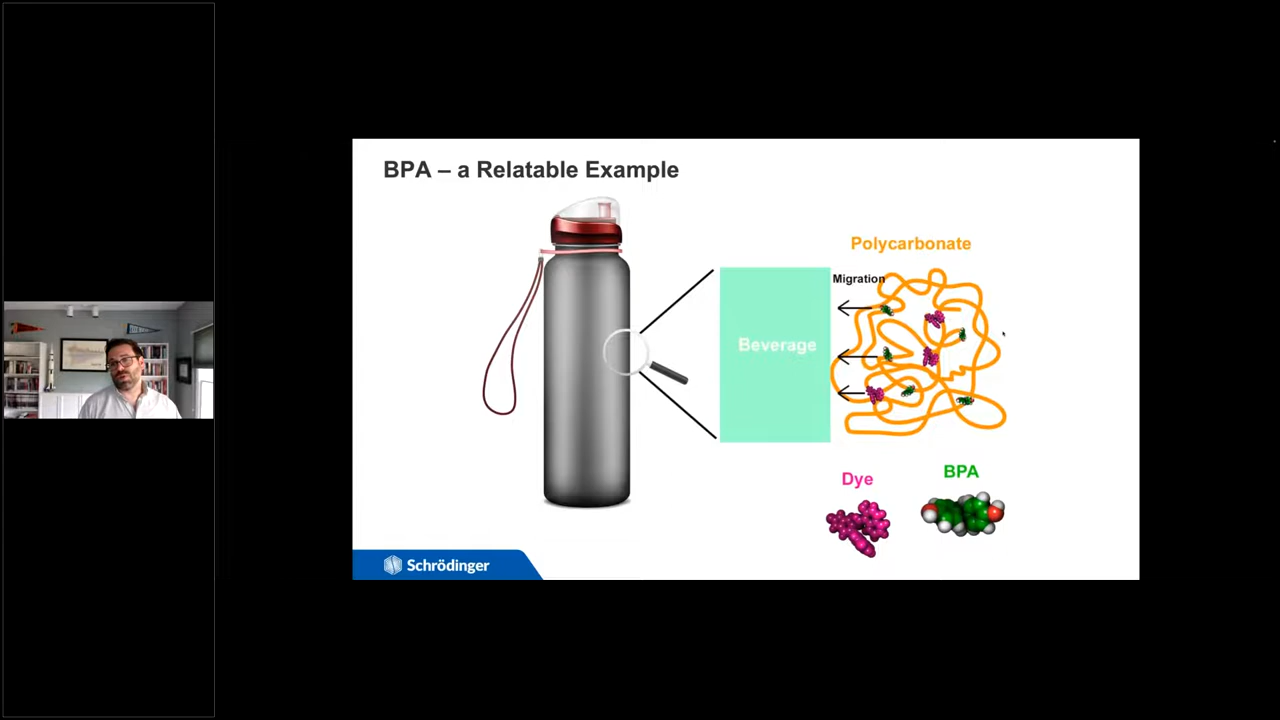 BPA – a Relatable Example
Polycarbonate
Migration
Beverage
Dye
BPA
Schrödinger